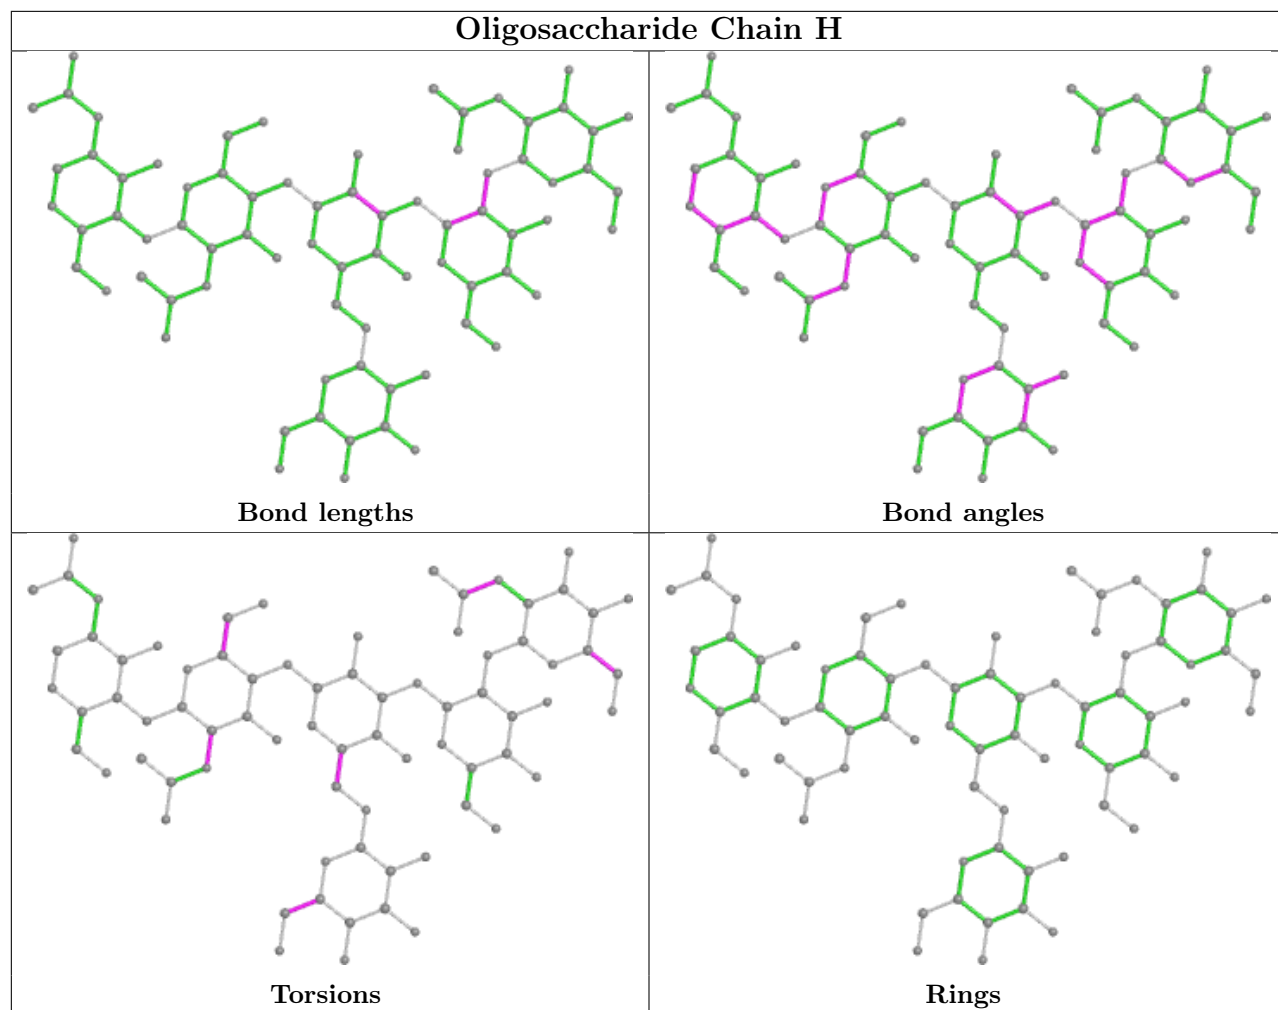 Oligosaccharide Chain H
Bond lengths
Bond angles
Torsions
Rings